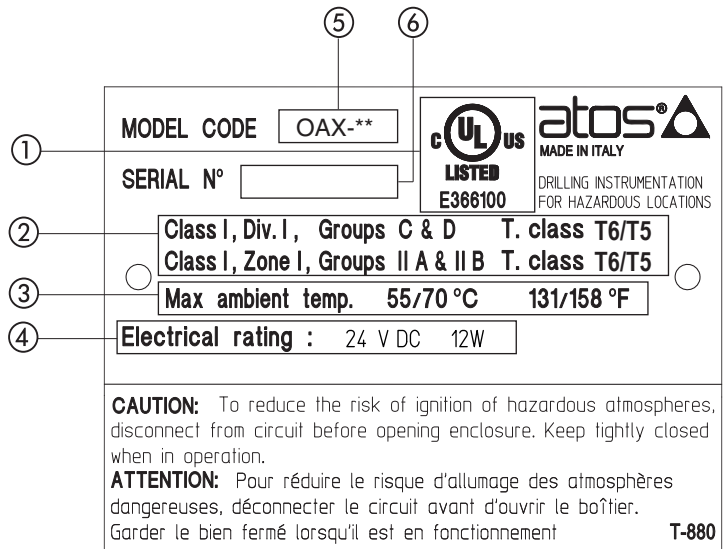 ⑤ ⑥
MODEL CODE OAX-**
① C UL US atos®
MADE IN ITALY
SERIAL N° LISTED
E366100
DRILLING INSTRUMENTATION
FOR HAZARDOUS LOCATIONS
② Class I, Div. I, Groups C & D T. class T6/T5
Class I, Zone I, Groups II A & II B T. class T6/T5
③ Max ambient temp. 55/70 °C 131/158 °F
④ Electrical rating : 24 V DC 12W
CAUTION: To reduce the risk of ignition of hazardous atmospheres,
disconnect from circuit before opening enclosure. Keep tightly closed
when in operation.
ATTENTION: Pour réduire le risque d'allumage des atmosphères
dangereuses, déconnecter le circuit avant d'ouvrir le boîtier.
Garder le bien fermé lorsqu'il est en fonctionnement T-880